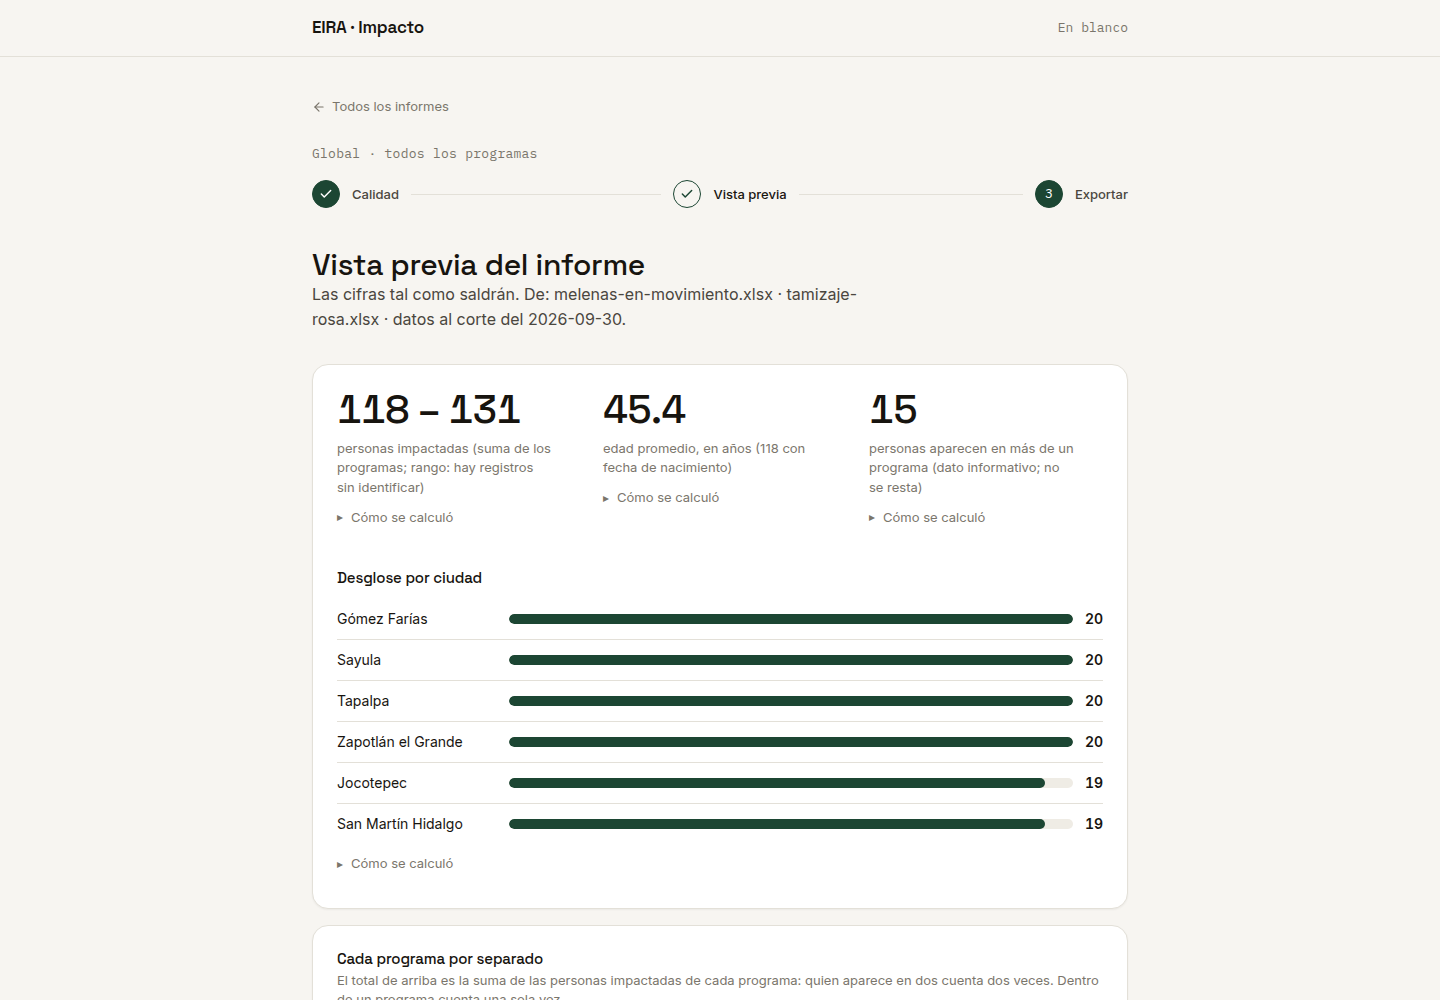 EIRA · Impacto
En blanco
← Todos los informes
Global · todos los programas
Calidad
Vista previa
3 Exportar
Vista previa del informe
Las cifras tal como saldrán. De: melenas-en-movimiento.xlsx · tamizaje-
rosa.xlsx · datos al corte del 2026-09-30.
118 – 131
personas impactadas (suma de los
programas; rango: hay registros
sin identificar)
▸ Cómo se calculó
45.4
edad promedio, en años (118 con
fecha de nacimiento)
▸ Cómo se calculó
15
personas aparecen en más de un
programa (dato informativo; no
se resta)
▸ Cómo se calculó
Desglose por ciudad
Gómez Farías 20
Sayula 20
Tapalpa 20
Zapotlán el Grande 20
Jocotepec 19
San Martín Hidalgo 19
▸ Cómo se calculó
Cada programa por separado
El total de arriba es la suma de las personas impactadas de cada programa: quien aparece en dos cuenta dos veces. Dentro
de un programa cuenta una sola vez.